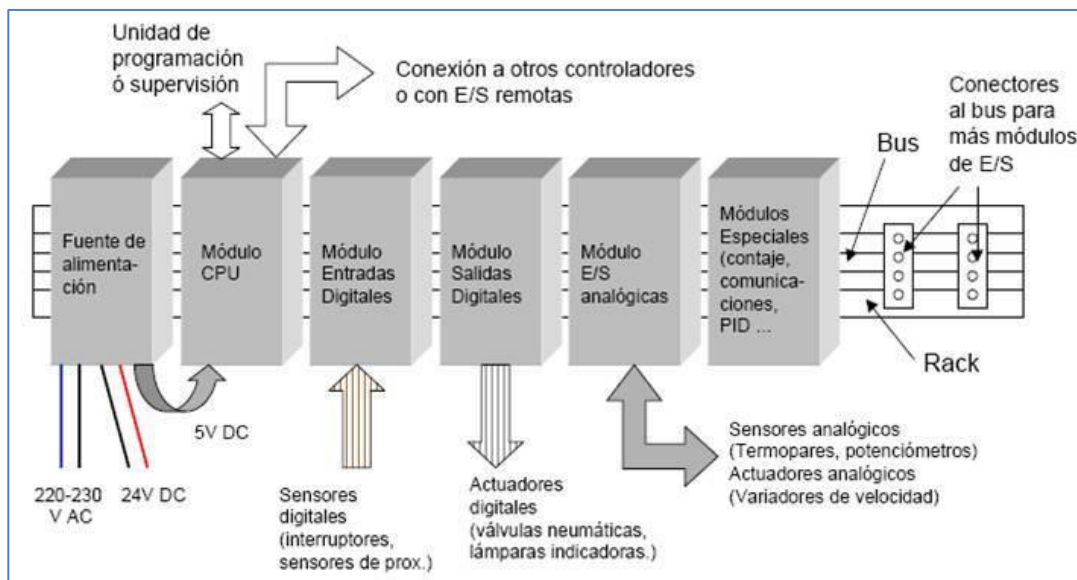 Unidad de
programación
ó supervisión
Conexión a otros controladores
o con E/S remotas
Conectores
al bus para
más módulos
de E/S
Bus
Fuente de
alimenta-
ción
Módulo
CPU
Módulo
Entradas
Digitales
Módulo
Salidas
Digitales
Módulo
E/S
analógicas
Módulos
Especiales
(contaje,
comunica-
ciones,
PID ...
Rack
5V DC
220-230
V AC
24V DC
Sensores
digitales
(interruptores,
sensores de prox.)
Actuadores
digitales
(válvulas neumáticas,
lámparas indicadoras.)
Sensores analógicos
(Termopares, potenciómetros)
Actuadores analógicos
(Variadores de velocidad)